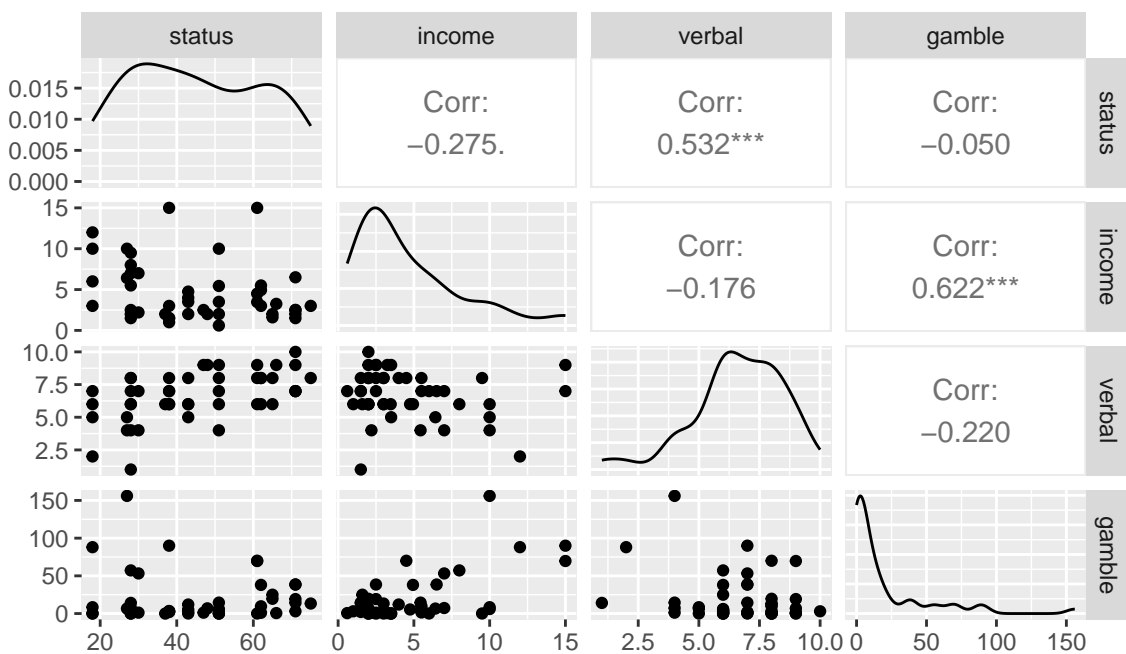 status income verbal gamble
0.015
0.010
0.005
0.000
Corr:
−0.275.
Corr:
0.532***
Corr:
−0.050
status
15
10
5
0
Corr:
−0.176
Corr:
0.622***
income
10.0
7.5
5.0
2.5
Corr:
−0.220
verbal
150
100
50
0
gamble
20 40 60 0 5 10 15 2.5 5.0 7.5 10.0 0 50 100 150